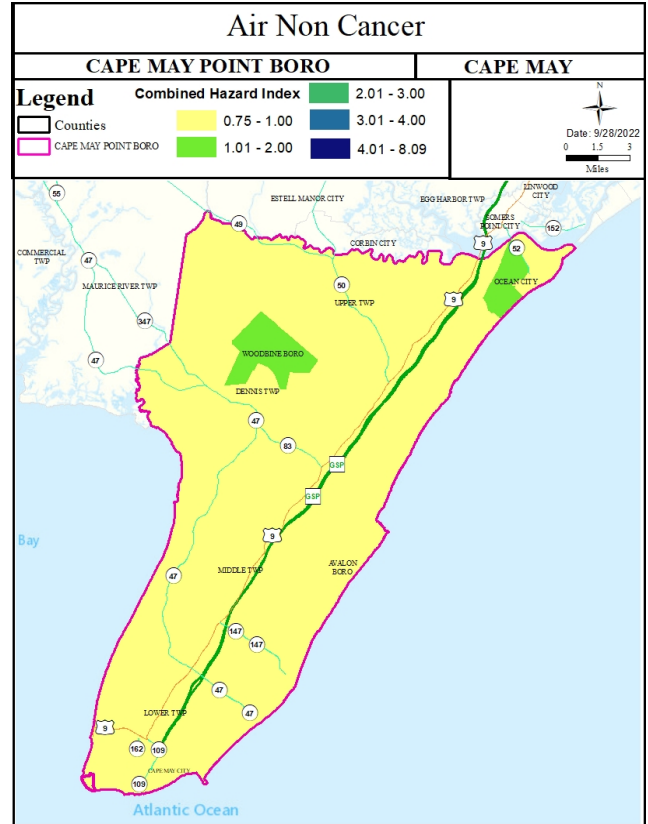 Air Non Cancer
CAPE MAY POINT BORO
CAPE MAY
Legend
Counties
CAPE MAY POINT BORO
Combined Hazard Index
0.75 - 1.00
1.01 - 2.00
2.01 - 3.00
3.01 - 4.00
4.01 - 8.09
N
Date: 9/28/2022
0 1.5 3
Miles
55
ESTELL MANOR CITY
EGG HARBOR TWP
LINWOOD
CITY
49
SOMERS
POINT CITY
152
COMMERCIAL
TWP
47
CORBIN CITY
9
52
MAURICE RIVER TWP
50
OCEAN CITY
UPPER TWP
9
347
47
WOODBINE BORO
DENNIS TWP
47
83
GSP
GSP
9
Bay
AVALON
BORO
MIDDLE TWP
47
147
147
47
47
LOWER TWP
9
162
109
CAPE MAY CITY
109
Atlantic Ocean